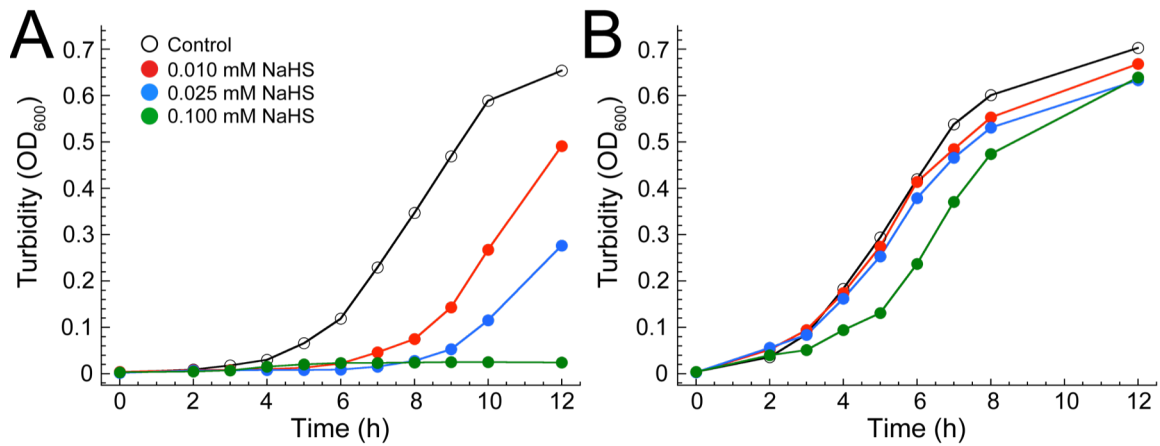 A
B
Control
0.010 mM NaHS
0.025 mM NaHS
0.100 mM NaHS
Turbidity (OD600)
0.7
0.6
0.5
0.4
0.3
0.2
0.1
0
0 2 4 6 8 10 12
Time (h)
Turbidity (OD600)
0.7
0.6
0.5
0.4
0.3
0.2
0.1
0
0 2 4 6 8 10 12
Time (h)